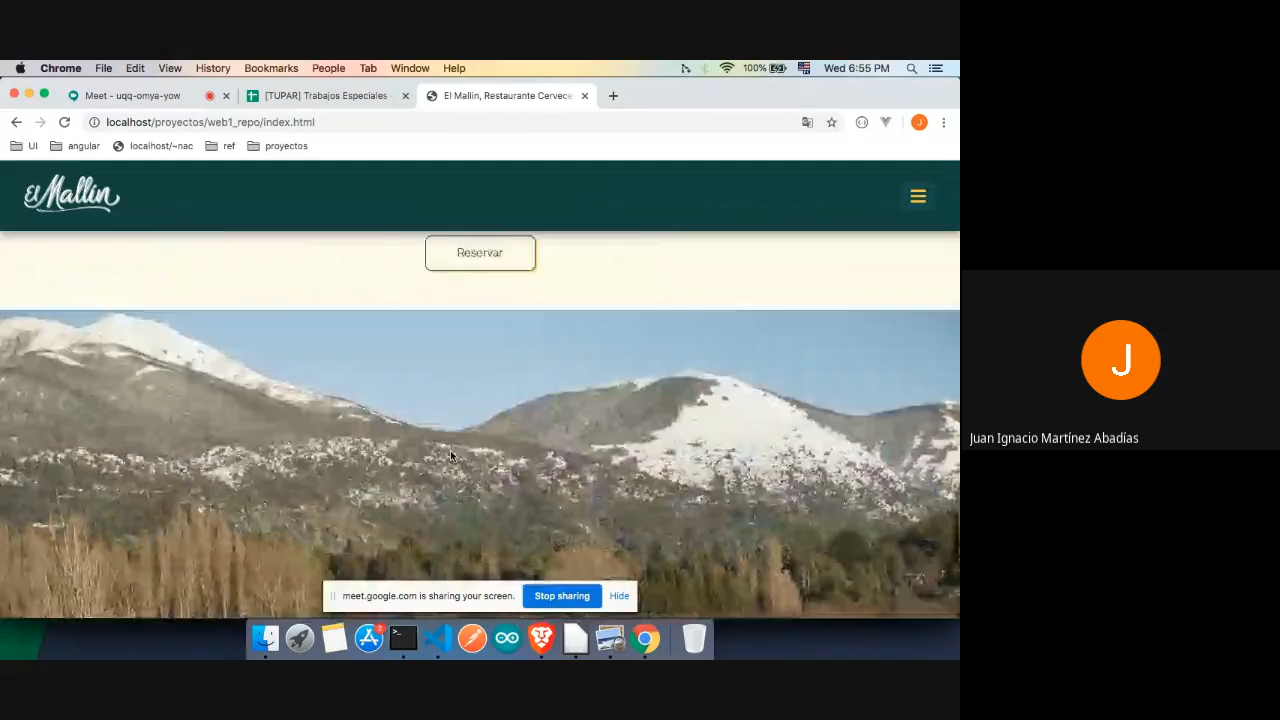 Chrome File Edit View History Bookmarks People Tab Window Help 100% Wed 6:55 PM
Meet - uqq-omya-yow [TUPAR] Trabajos Especiales El Mallin, Restaurante Cervece
localhost/proyectos/web1_repo/index.html J
UI angular localhost/~nac ref proyectos
El Mallín
Reservar
J
Juan Ignacio Martínez Abadías
meet.google.com is sharing your screen. Stop sharing Hide